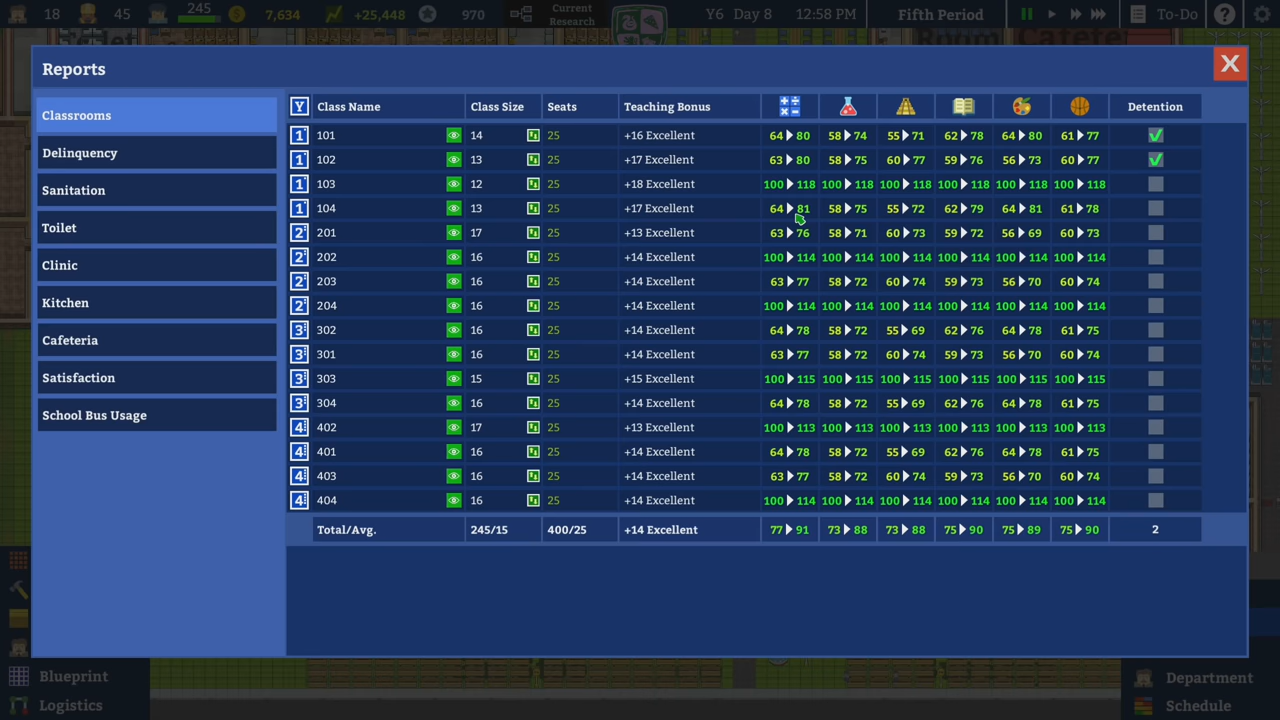 18 45 245 7,634 +25,448 970 Current Research Y6 Day 8 12:58 PM Fifth Period To-Do ?
Reports X
Classrooms
Delinquency
Sanitation
Toilet
Clinic
Kitchen
Cafeteria
Satisfaction
School Bus Usage
Y Class Name Class Size Seats Teaching Bonus Detention
1 101 14 25 +16 Excellent 64 80 58 74 55 71 62 78 64 80 61 77
1 102 13 25 +17 Excellent 63 80 58 75 60 77 59 76 56 73 60 77
1 103 12 25 +18 Excellent 100 118 100 118 100 118 100 118 100 118 100 118
1 104 13 25 +17 Excellent 64 81 58 75 55 72 62 79 64 81 61 78
2 201 17 25 +13 Excellent 63 76 58 71 60 73 59 72 56 69 60 73
2 202 16 25 +14 Excellent 100 114 100 114 100 114 100 114 100 114 100 114
2 203 16 25 +14 Excellent 63 77 58 72 60 74 59 73 56 70 60 74
2 204 16 25 +14 Excellent 100 114 100 114 100 114 100 114 100 114 100 114
3 302 16 25 +14 Excellent 64 78 58 72 55 69 62 76 64 78 61 75
3 301 16 25 +14 Excellent 63 77 58 72 60 74 59 73 56 70 60 74
3 303 15 25 +15 Excellent 100 115 100 115 100 115 100 115 100 115 100 115
3 304 16 25 +14 Excellent 64 78 58 72 55 69 62 76 64 78 61 75
4 402 17 25 +13 Excellent 100 113 100 113 100 113 100 113 100 113 100 113
4 401 16 25 +14 Excellent 64 78 58 72 55 69 62 76 64 78 61 75
4 403 16 25 +14 Excellent 63 77 58 72 60 74 59 73 56 70 60 74
4 404 16 25 +14 Excellent 100 114 100 114 100 114 100 114 100 114 100 114
Total/Avg. 245/15 400/25 +14 Excellent 77 91 73 88 73 88 75 90 75 89 75 90 2
Blueprint
Logistics
Department
Schedule